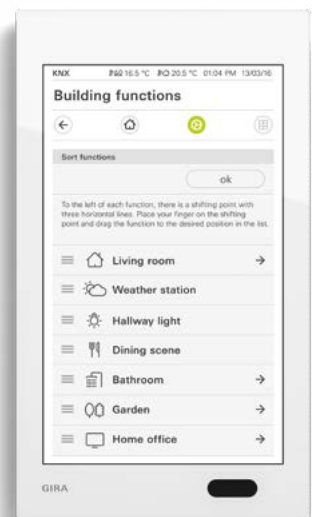 KNX 16.5 °C 20.5 °C 01:04 PM 13/03/16
Building functions
Sort functions
ok
To the left of each function, there is a shifting point with
three horizontal lines. Place your finger on the shifting
point and drag the function to the desired position in the list.
Living room
Weather station
Hallway light
Dining scene
Bathroom
Garden
Home office
GIRA